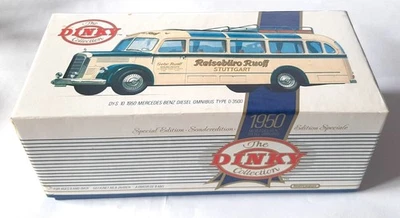 The
DINKY
Collection
Reisebüro Ruoff
STUTTGART
DY-S 10 1950 MERCEDES-BENZ DIESEL OMNIBUS TYPE O-3500
1950
Special Edition - Sonderedition
Edition Speciale
The
DINKY
Collection